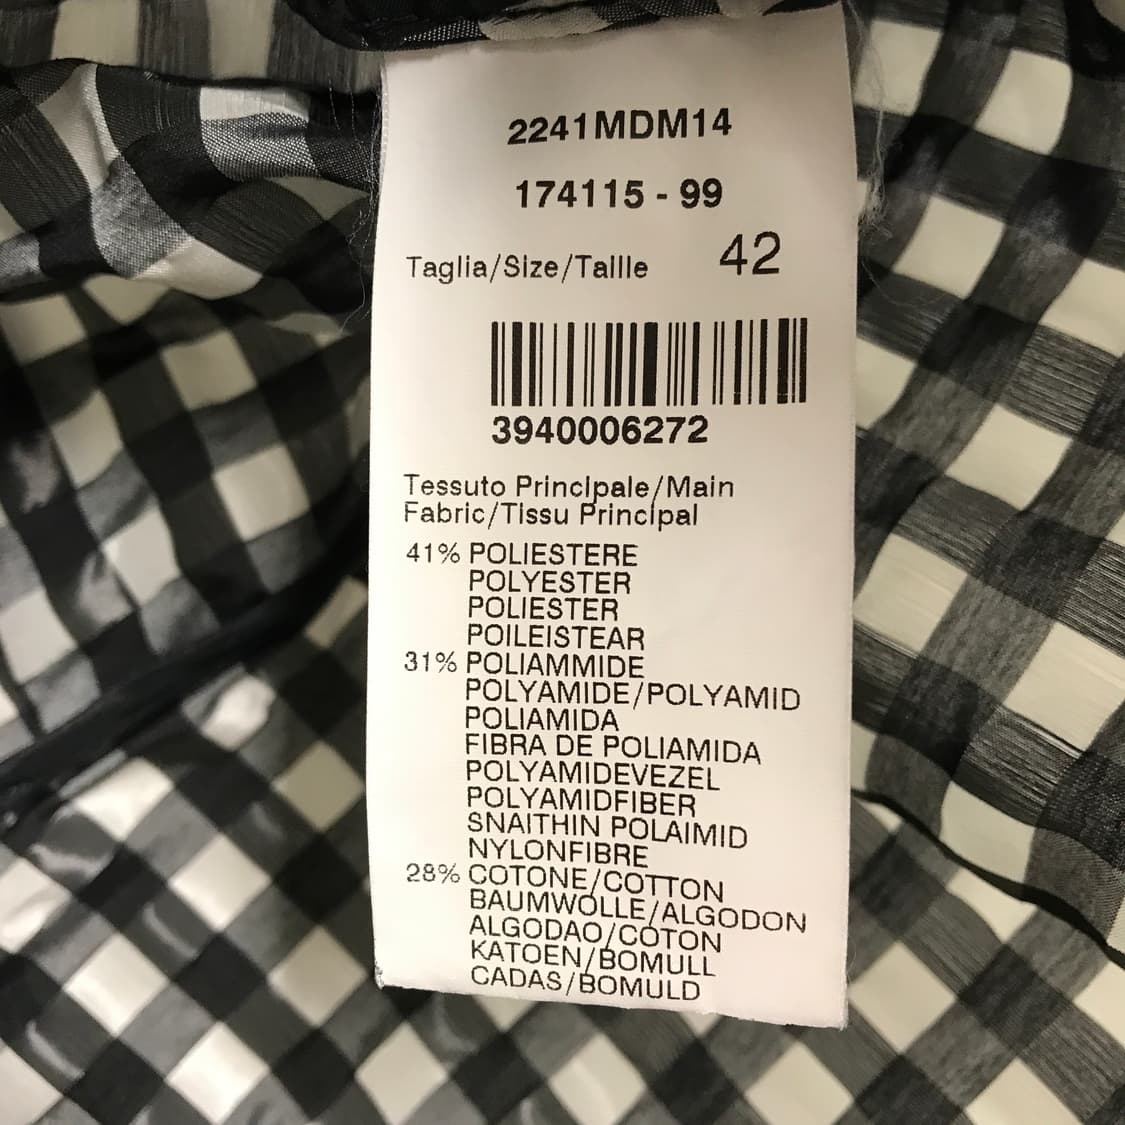 2241MDM14
174115 - 99
Taglia/Size/Taille 42
3940006272
Tessuto Principale/Main
Fabric/Tissu Principal
41% POLIESTERE
POLYESTER
POLIESTER
POILEISTEAR
31% POLIAMMIDE
POLYAMIDE/POLYAMID
POLIAMIDA
FIBRA DE POLIAMIDA
POLYAMIDEVEZEL
POLYAMIDFIBER
SNAITHIN POLAIMID
NYLONFIBRE
28% COTONE/COTTON
BAUMWOLLE/ALGODON
ALGODAO/COTON
KATOEN/BOMULL
CADAS/BOMULD